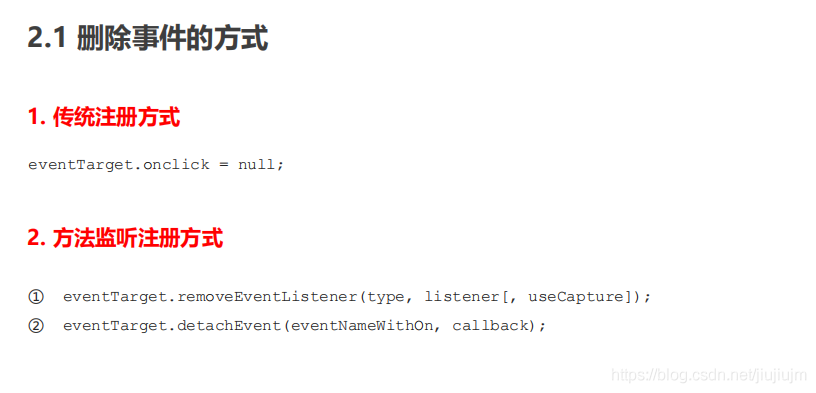 2.1 删除事件的方式
1. 传统注册方式
eventTarget.onclick = null;
2. 方法监听注册方式
① eventTarget.removeEventListener(type, listener[, useCapture]);
② eventTarget.detachEvent(eventNameWithOn, callback);
https://blog.csdn.net/jiujiujm